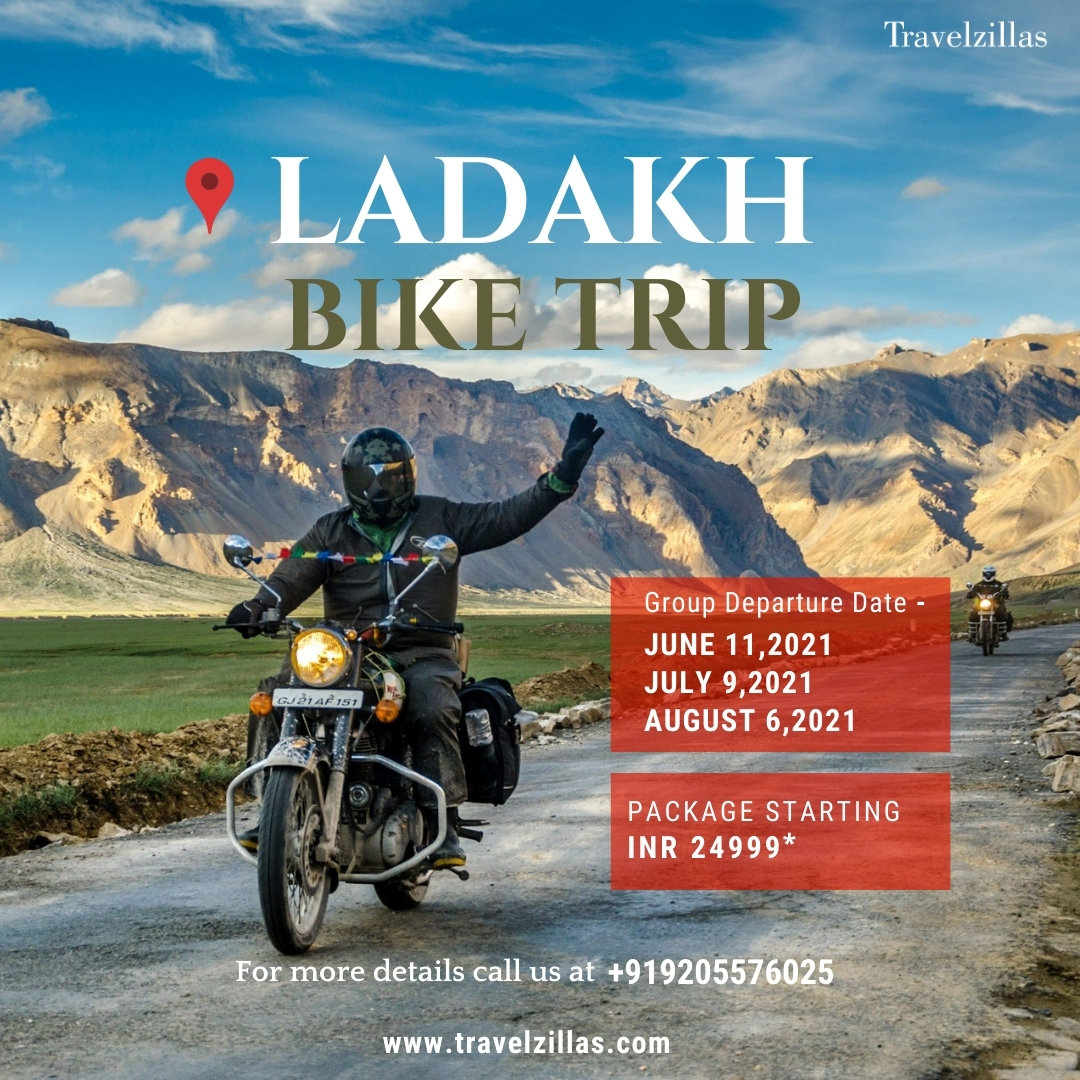 Travelzillas
LADAKH
BIKE TRIP
Group Departure Date -
JUNE 11,2021
JULY 9,2021
AUGUST 6,2021
GJ 21 AF 151
PACKAGE STARTING
INR 24999*
For more details call us at +919205576025
www.travelzillas.com